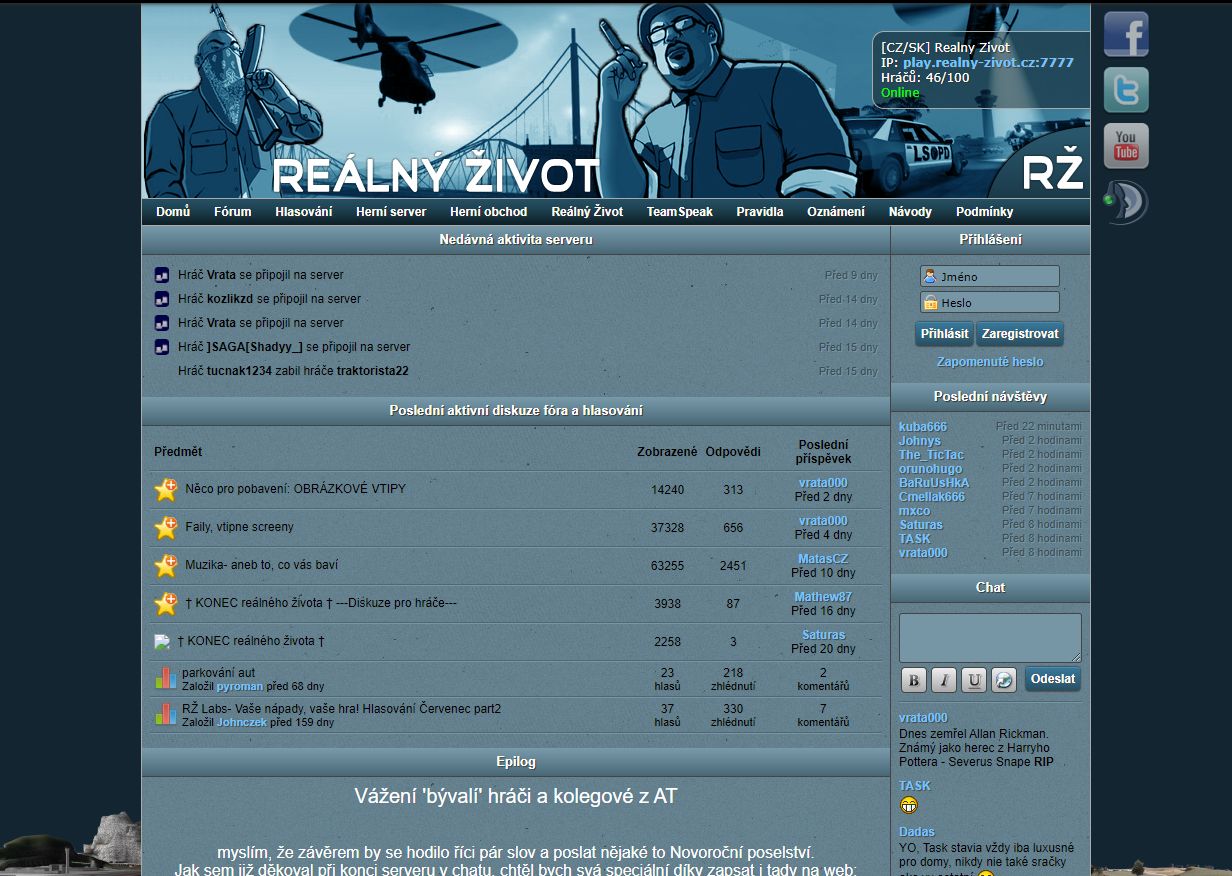 [CZ/SK] Realny Zivot
IP: play.realny-zivot.cz:7777
Hráčů: 46/100
Online
You
Tube
LSPD
REÁLNÝ ŽIVOT
RŽ
Domů Fórum Hlasování Herní server Herní obchod Reálný Život TeamSpeak Pravidla Oznámení Návody Podmínky
Nedávná aktivita serveru
Hráč Vrata se připojil na server Před 9 dny
Hráč kozlikzd se připojil na server Před 14 dny
Hráč Vrata se připojil na server Před 14 dny
Hráč ]SAGA[Shadyy_] se připojil na server Před 15 dny
Hráč tucnak1234 zabil hráče traktorista22 Před 15 dny
Poslední aktivní diskuze fóra a hlasování
Předmět Zobrazené Odpovědi Poslední příspěvek
Něco pro pobavení: OBRÁZKOVÉ VTIPY 14240 313 vrata000
Před 2 dny
Faily, vtipne screeny 37328 656 vrata000
Před 4 dny
Muzika- aneb to, co vás baví 63255 2451 MatasCZ
Před 10 dny
† KONEC reálného života † ---Diskuze pro hráče--- 3938 87 Mathew87
Před 16 dny
† KONEC reálného života † 2258 3 Saturas
Před 20 dny
parkování aut 23 218 2
Založil pyroman před 68 dny hlasů zhlédnutí komentářů
RŽ Labs- Vaše nápady, vaše hra! Hlasování Červenec part2 37 330 7
Založil Johnczek před 159 dny hlasů zhlédnutí komentářů
Epilog
Vážení 'bývalí' hráči a kolegové z AT
myslím, že závěrem by se hodilo říci pár slov a poslat nějaké to Novoroční poselství.
Jak sem již děkoval při konci serveru v chatu, chtěl bych svá speciální díky zapsat i tady na web:
Přihlášení
Jméno
Heslo
Přihlásit Zaregistrovat
Zapomenuté heslo
Poslední návštěvy
kuba666 Před 22 minutami
Johnys Před 2 hodinami
The_TicTac Před 2 hodinami
orunohugo Před 2 hodinami
BaRuUsHkA Před 2 hodinami
Cmellak666 Před 7 hodinami
mxco Před 7 hodinami
Saturas Před 8 hodinami
TASK Před 8 hodinami
vrata000 Před 8 hodinami
Chat
B I U Odeslat
vrata000
Dnes zemřel Allan Rickman.
Známý jako herec z Harryho
Pottera - Severus Snape RIP
TASK
Dadas
YO, Task stavia vždy iba luxusné
pro domy, nikdy nie také sračky